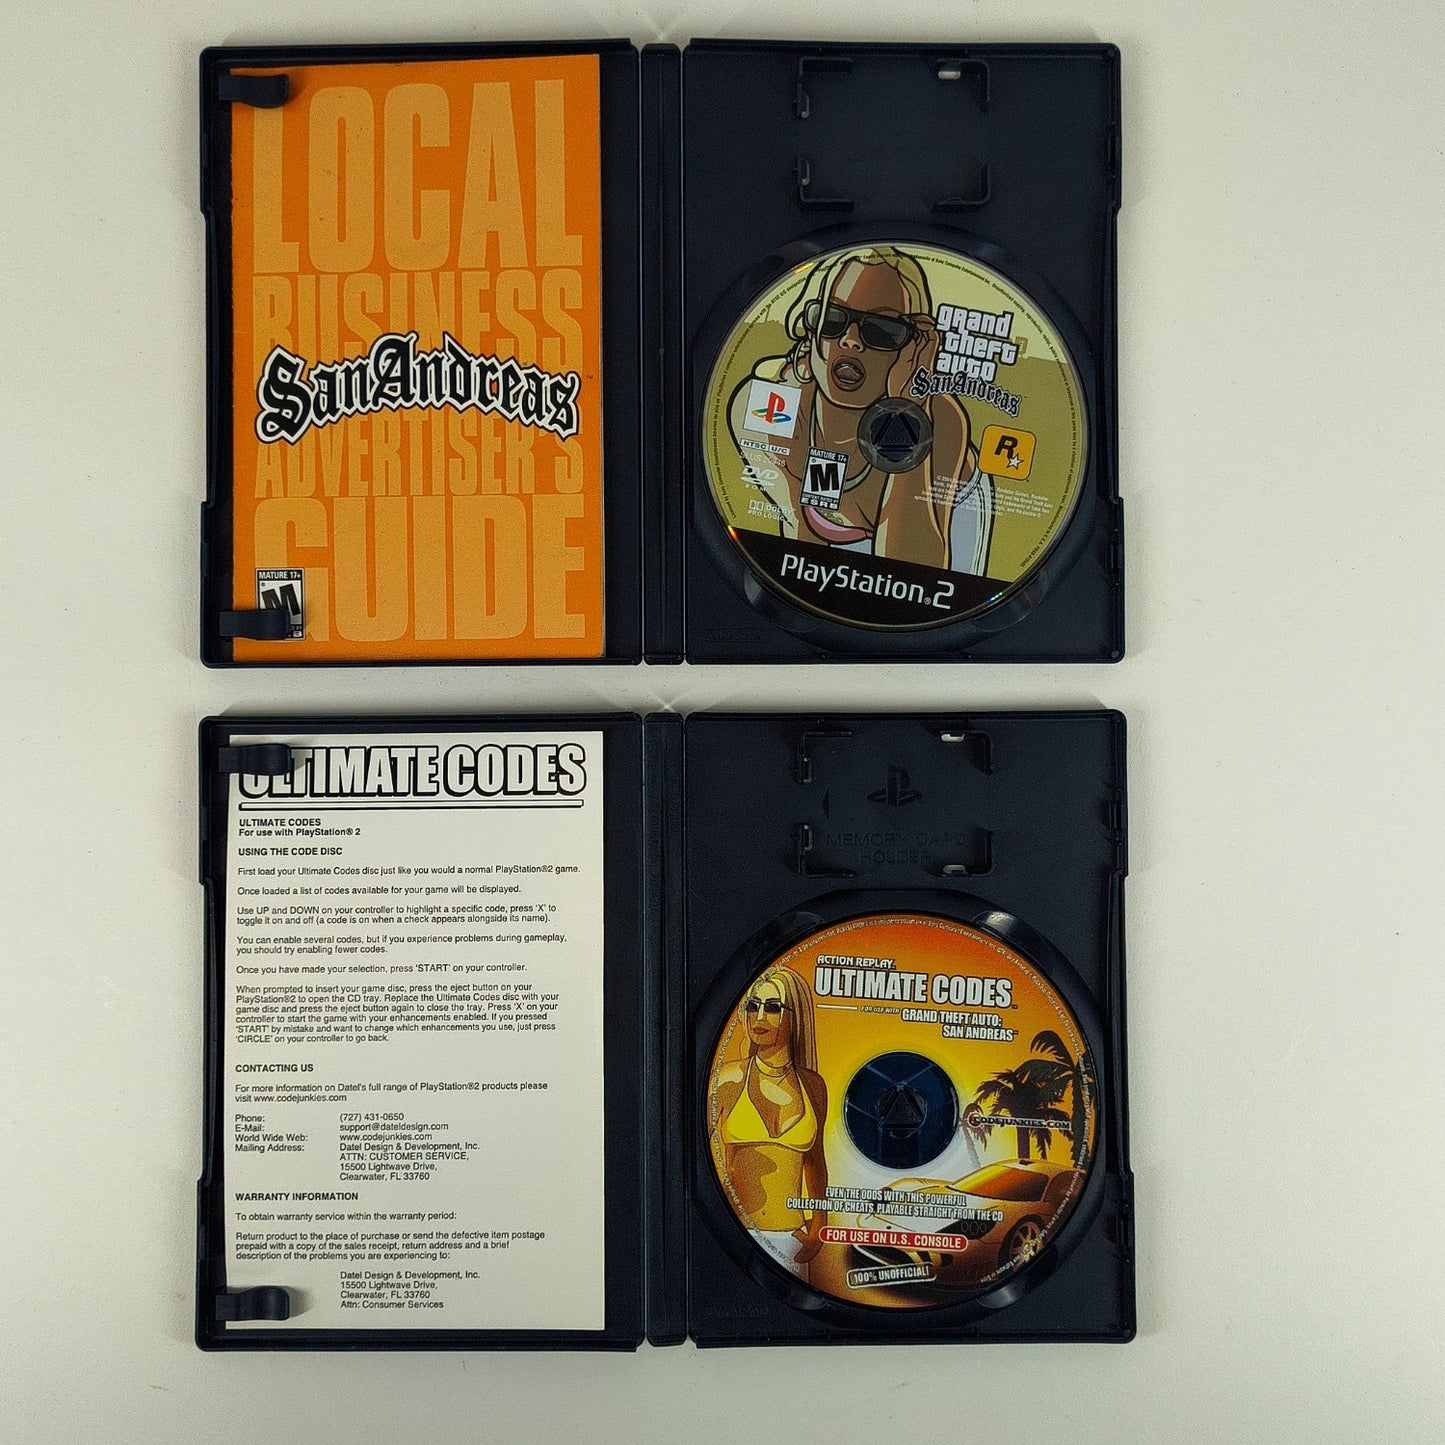 LOCAL
BUSINESS
San Andreas
ADVERTISER'S
GUIDE
MATURE 17+
M
grand
theft
auto
San Andreas
NTSC U/C
DVD
MATURE 17+
M
CONTENT RATED BY
ESRB
DOLBY
PRO LOGIC
R
PlayStation®2
ULTIMATE CODES
ULTIMATE CODES
For use with PlayStation® 2
USING THE CODE DISC
First load your Ultimate Codes disc just like you would a normal PlayStation®2 game.
Once loaded a list of codes available for your game will be displayed.
Use UP and DOWN on your controller to highlight a specific code, press 'X' to
toggle it on and off (a code is on when a check appears alongside its name).
You can enable several codes, but if you experience problems during gameplay,
you should try enabling fewer codes.
Once you have made your selection, press 'START' on your controller.
When prompted to insert your game disc, press the eject button on your
PlayStation®2 to open the CD tray. Replace the Ultimate Codes disc with your
game disc and press the eject button again to close the tray. Press 'X' on your
controller to start the game with your enhancements enabled. If you pressed
'START' by mistake and want to change which enhancements you use, just press
'CIRCLE' on your controller to go back.
CONTACTING US
For more information on Datel's full range of PlayStation®2 products please
visit www.codejunkies.com
Phone: (727) 431-0650
E-Mail: support@dateldesign.com
World Wide Web: www.codejunkies.com
Mailing Address: Datel Design & Development, Inc.
ATTN: CUSTOMER SERVICE,
15500 Lightwave Drive,
Clearwater, FL 33760
WARRANTY INFORMATION
To obtain warranty service within the warranty period:
Return product to the place of purchase or send the defective item postage
prepaid with a copy of the sales receipt, return address and a brief
description of the problems you are experiencing to:
Datel Design & Development, Inc.
15500 Lightwave Drive,
Clearwater, FL 33760
Attn: Consumer Services
MEMORY CARD
HOLDER
ACTION REPLAY™
ULTIMATE CODES™
FOR USE WITH GRAND THEFT AUTO:
SAN ANDREAS™
CODEJUNKIES.COM
EVEN THE ODDS WITH THIS POWERFUL
COLLECTION OF CHEATS, PLAYABLE STRAIGHT FROM THE CD
FOR USE ON U.S. CONSOLE
100% UNOFFICIAL!